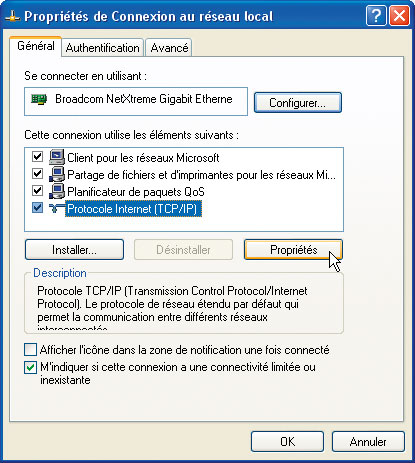 Propriétés de Connexion au réseau local
Général Authentification Avancé
Se connecter en utilisant :
Broadcom NetXtreme Gigabit Etherne
Configurer...
Cette connexion utilise les éléments suivants :
Client pour les réseaux Microsoft
Partage de fichiers et d'imprimantes pour les réseaux Mi...
Planificateur de paquets QoS
Protocole Internet (TCP/IP)
Installer... Désinstaller Propriétés
Description
Protocole TCP/IP (Transmission Control Protocol/Internet
Protocol). Le protocole de réseau étendu par défaut qui
permet la communication entre différents réseaux
interconnectés
Afficher l'icône dans la zone de notification une fois connecté
M'indiquer si cette connexion a une connectivité limitée ou
inexistante
OK Annuler